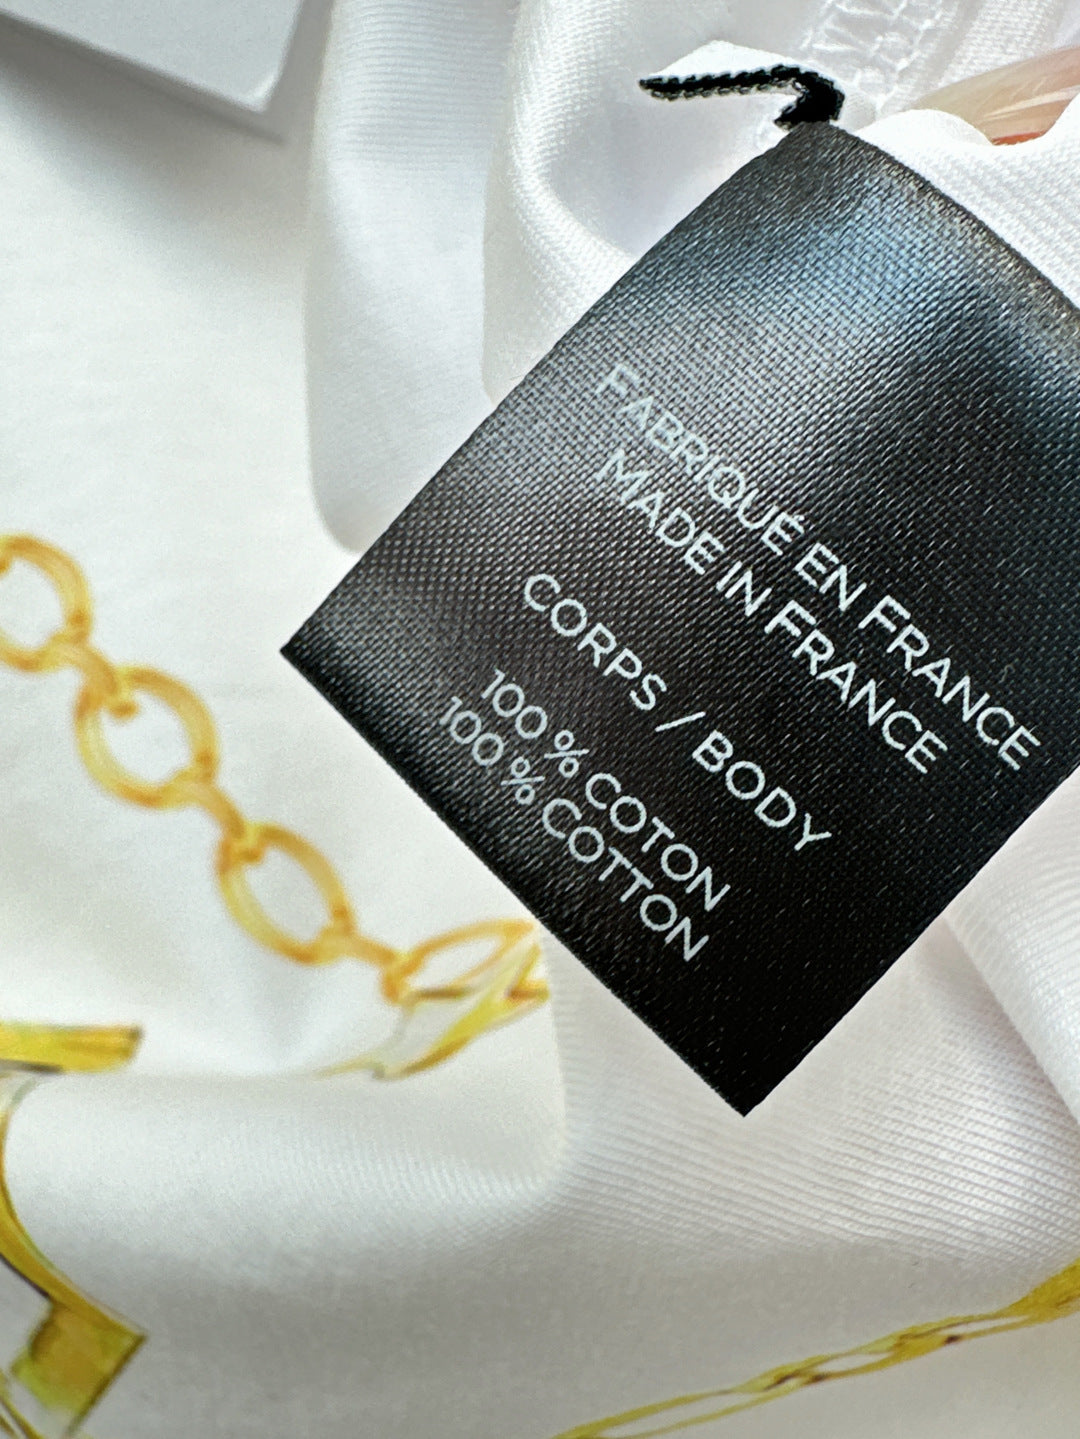 FABRIQUÉ EN FRANCE
MADE IN FRANCE
CORPS / BODY
100 % COTON
100 % COTTON